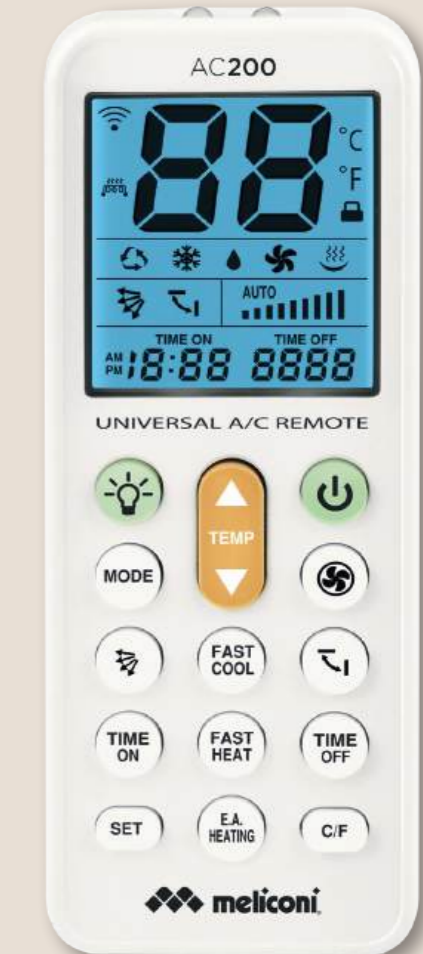 AC200
88
°C
°F
AUTO
TIME ON TIME OFF
AM
PM 18:88 8888
UNIVERSAL A/C REMOTE
TEMP
MODE
FAST
COOL
TIME
ON
FAST
HEAT
TIME
OFF
SET
E.A.
HEATING
C/F
meliconi